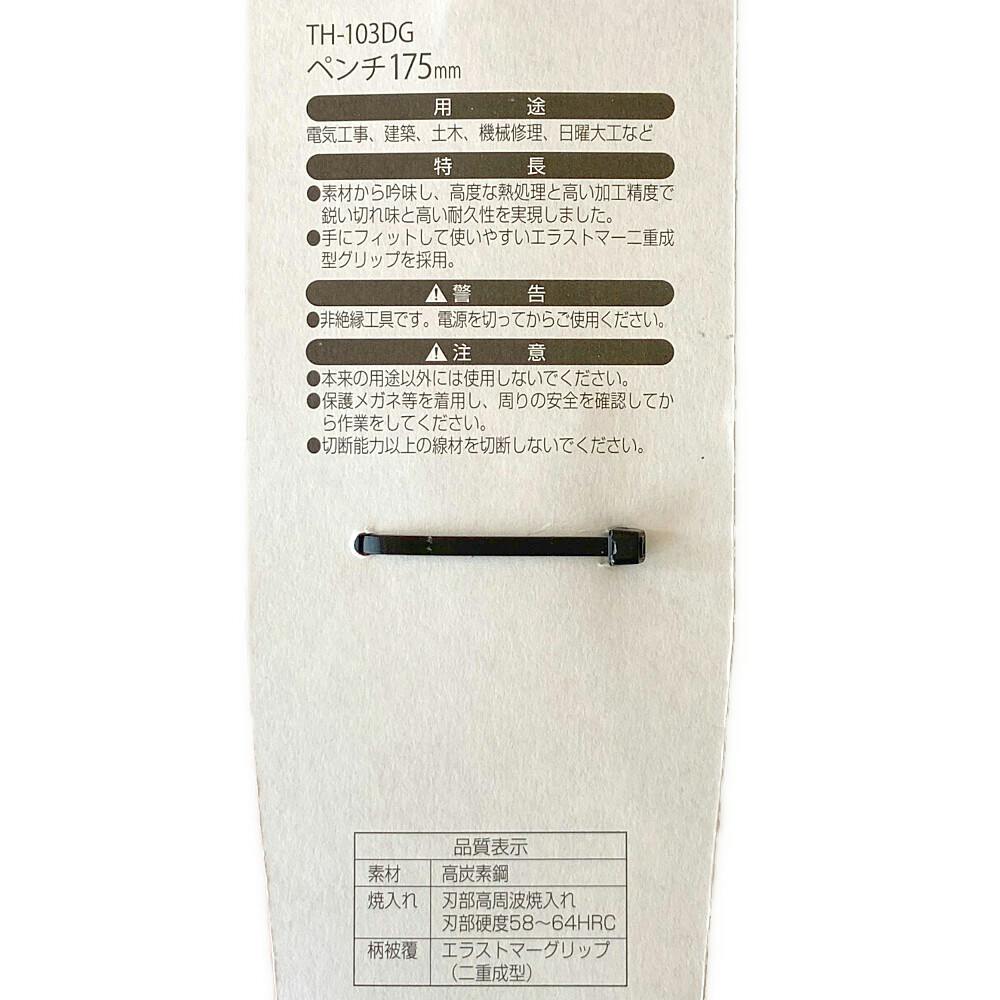 TH-103DG
ペンチ175mm
用途
電気工事、建築、土木、機械修理、日曜大工など
特長
●素材から吟味し、高度な熱処理と高い加工精度で
鋭い切れ味と高い耐久性を実現しました。
●手にフィットして使いやすいエラストマー二重成
型グリップを採用。
⚠警告
●非絶縁工具です。電源を切ってからご使用ください。
⚠注意
●本来の用途以外には使用しないでください。
●保護メガネ等を着用し、周りの安全を確認してか
ら作業をしてください。
●切断能力以上の線材を切断しないでください。
品質表示
素材 高炭素鋼
焼入れ 刃部高周波焼入れ
刃部硬度58〜64HRC
柄被覆 エラストマーグリップ
（二重成型）